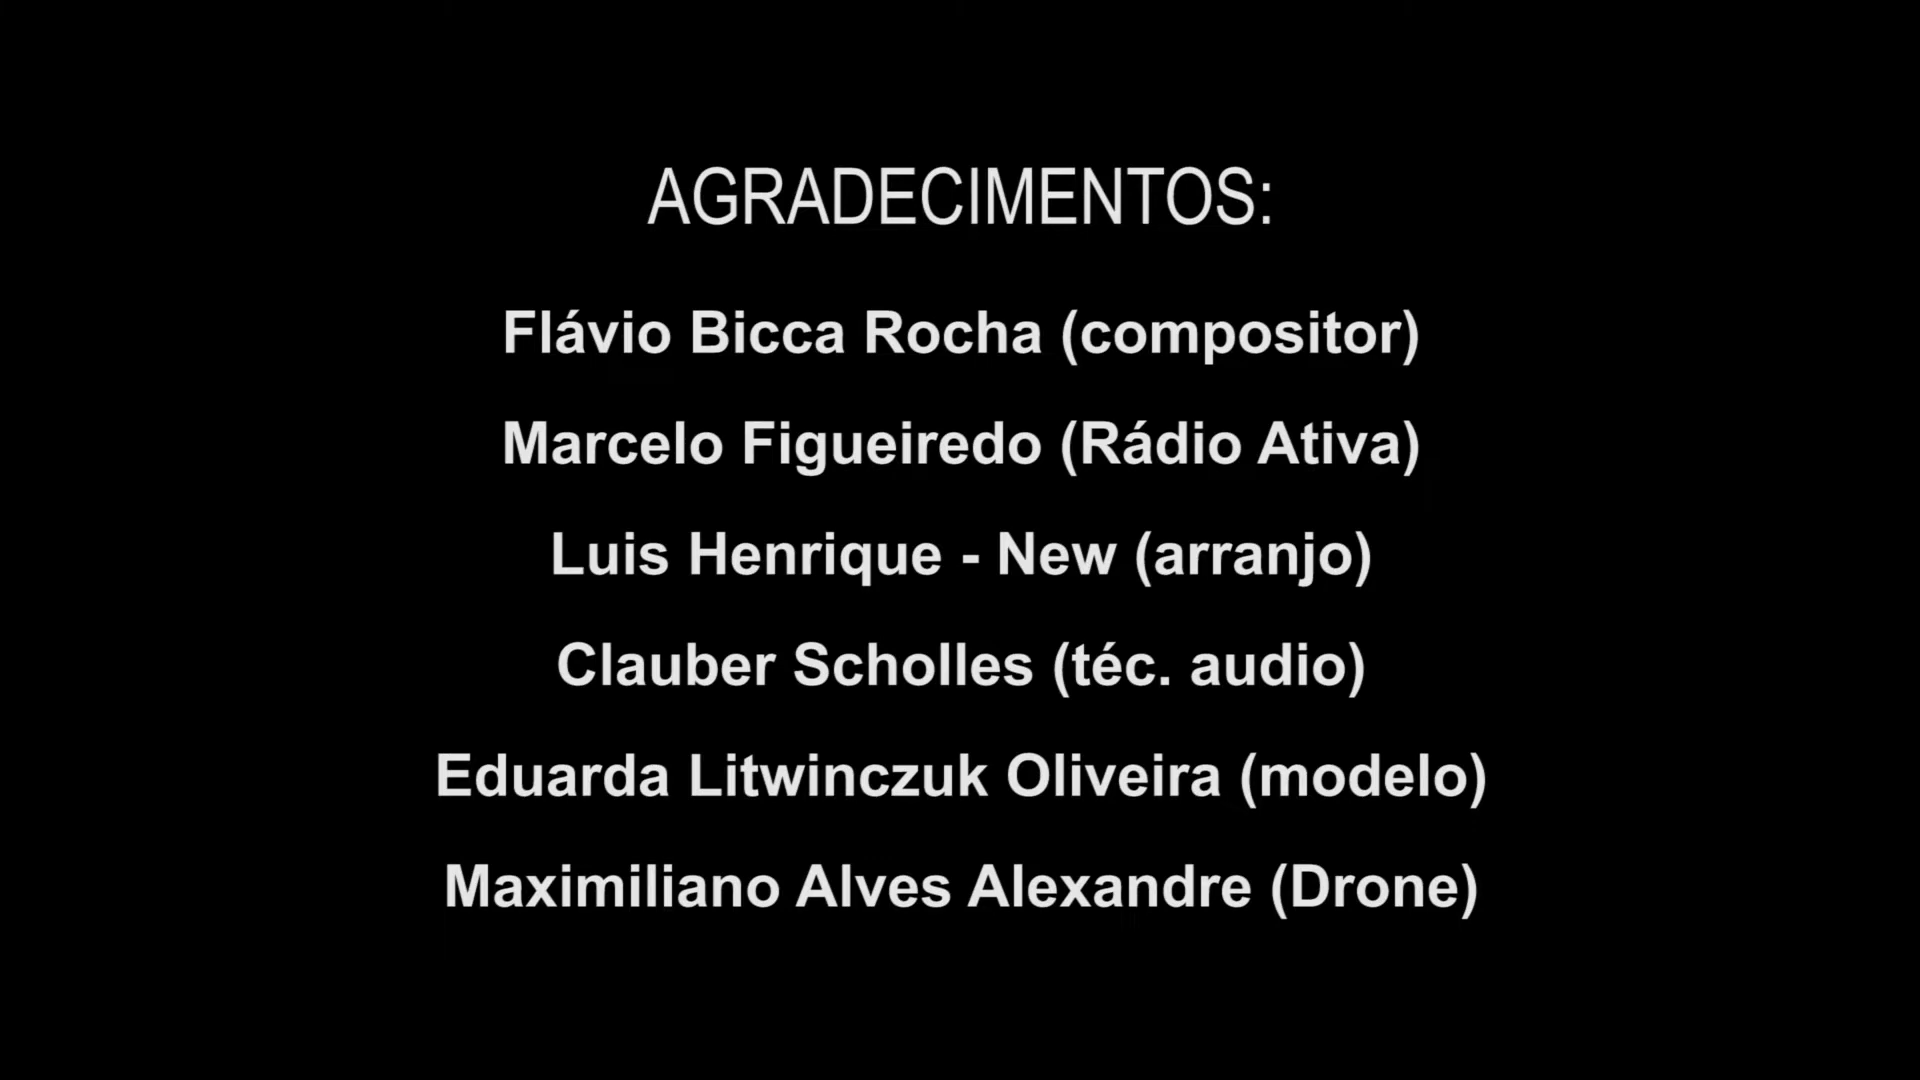 AGRADECIMENTOS:
Flávio Bicca Rocha (compositor)
Marcelo Figueiredo (Rádio Ativa)
Luis Henrique - New (arranjo)
Clauber Scholles (téc. audio)
Eduarda Litwinczuk Oliveira (modelo)
Maximiliano Alves Alexandre (Drone)